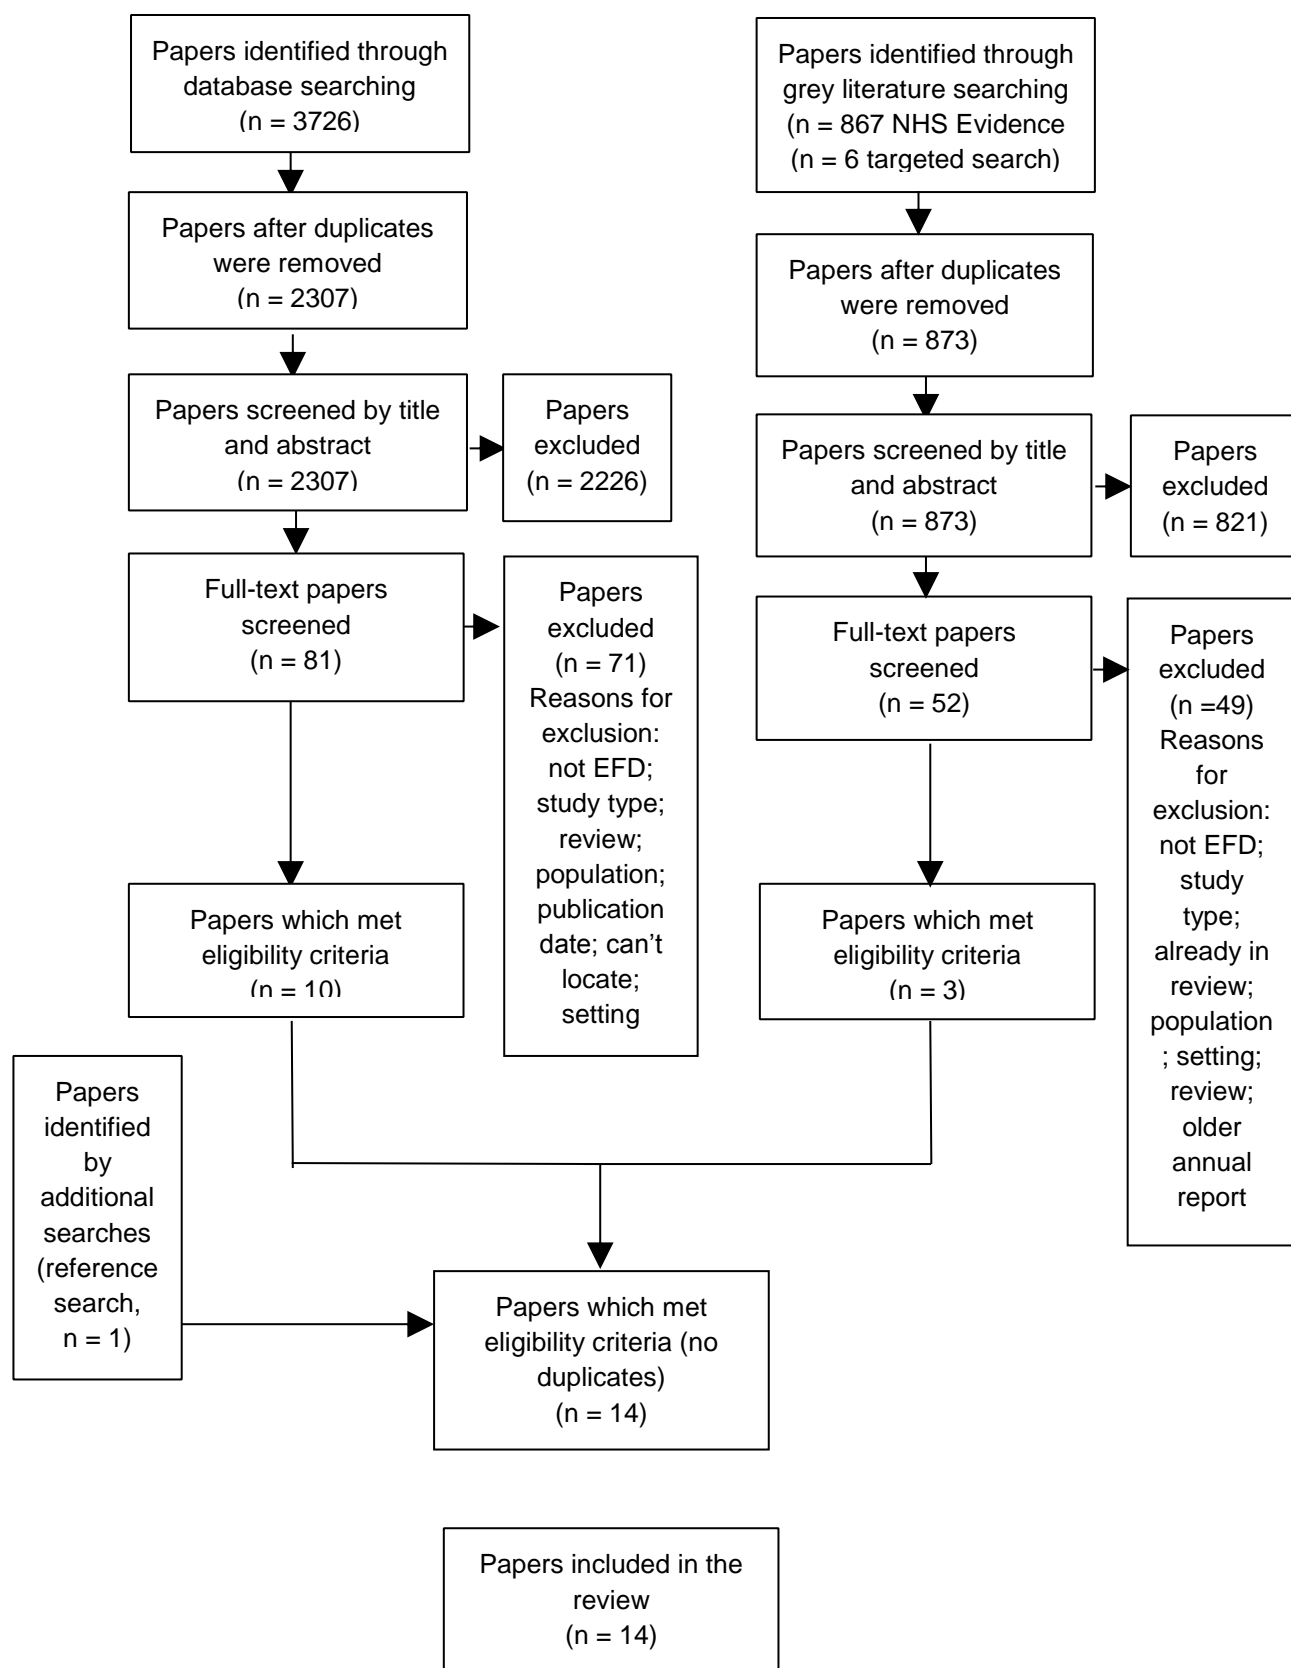 Papers identified through
database searching
(n = 3726)
Papers identified through
grey literature searching
(n = 867 NHS Evidence
(n = 6 targeted search)
Papers after duplicates
were removed
(n = 2307)
Papers after duplicates
were removed
(n = 873)
Papers screened by title
and abstract
(n = 2307)
Papers
excluded
(n = 2226)
Papers screened by title
and abstract
(n = 873)
Papers
excluded
(n = 821)
Full-text papers
screened
(n = 81)
Papers
excluded
(n = 71)
Reasons for
exclusion:
not EFD;
study type;
review;
population;
publication
date; can't
locate;
setting
Full-text papers
screened
(n = 52)
Papers
excluded
(n =49)
Reasons
for
exclusion:
not EFD;
study
type;
already in
review;
population
; setting;
review;
older
annual
report
Papers which met
eligibility criteria
(n = 10)
Papers which met
eligibility criteria
(n = 3)
Papers
identified
by
additional
searches
(reference
search,
n = 1)
Papers which met
eligibility criteria (no
duplicates)
(n = 14)
Papers included in the
review
(n = 14)